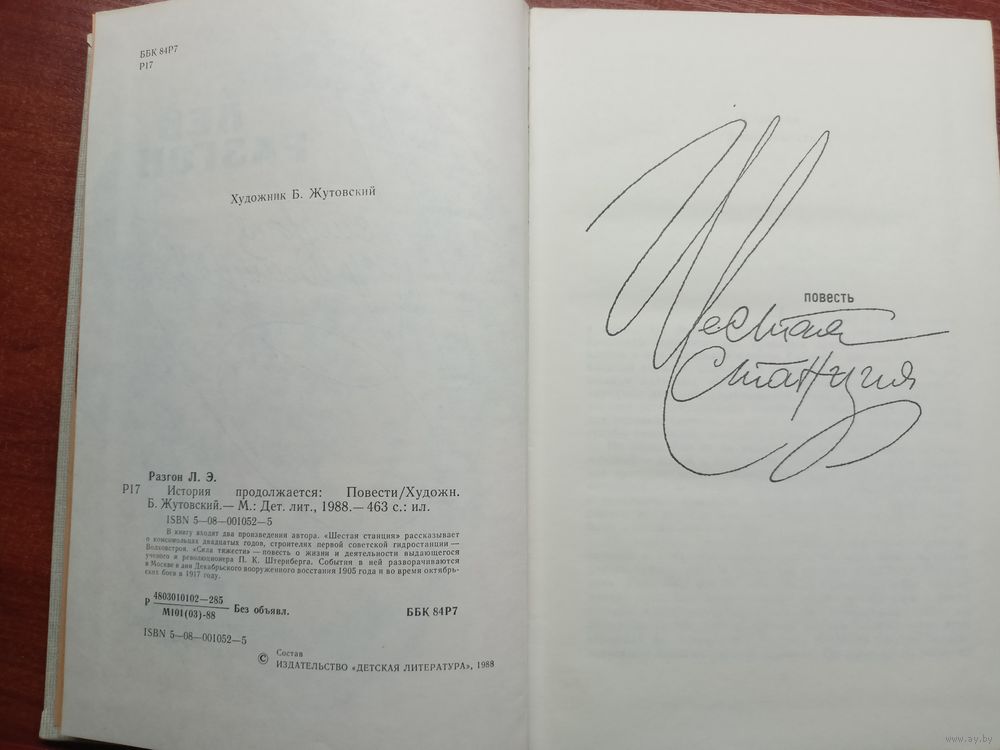 ББК 84Р7
Р17
Художник Б. Жутовский
Разгон Л. Э.
Р17 История продолжается: Повести/Художн.
Б. Жутовский.— М.: Дет. лит., 1988.— 463 с.: ил.
ISBN 5—08—001052—5
В книгу входят два произведения автора. «Шестая станция» рассказывает
о комсомольцах двадцатых годов, строителях первой советской гидростанции —
Волховстроя. «Сила тяжести» — повесть о жизни и деятельности выдающегося
ученого и революционера П. К. Штернберга. События в ней разворачиваются
в Москве в дни Декабрьского вооруженного восстания 1905 года и во время октябрь-
ских боев в 1917 году.
Р 4803010102—285
М101(03)-88 Без объявл.
ББК 84Р7
ISBN 5—08—001052—5
© Состав
ИЗДАТЕЛЬСТВО «ДЕТСКАЯ ЛИТЕРАТУРА», 1988
повесть
Шестая
станция
www.ay.by